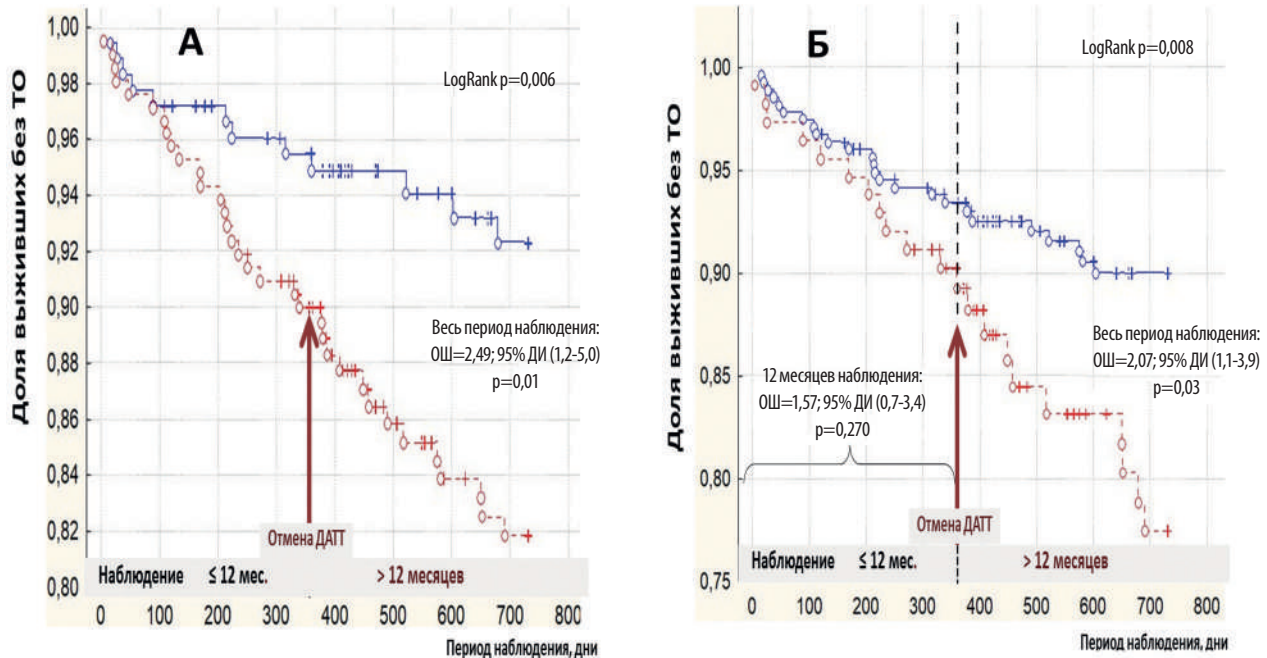 А
LogRank p=0,006
Доля выживших без ТО
1,00
0,98
0,96
0,94
0,92
0,90
0,88
0,86
0,84
0,82
0,80
Весь период наблюдения:
ОШ=2,49; 95% ДИ (1,2-5,0)
p=0,01
Отмена ДАТТ
Наблюдение ≤ 12 мес. > 12 месяцев
0 100 200 300 400 500 600 700 800
Период наблюдения, дни
Б
LogRank p=0,008
Доля выживших без ТО
1,00
0,95
0,90
0,85
0,80
0,75
12 месяцев наблюдения:
ОШ=1,57; 95% ДИ (0,7-3,4)
p=0,270
Весь период наблюдения:
ОШ=2,07; 95% ДИ (1,1-3,9)
p=0,03
Отмена ДАТТ
Наблюдение ≤ 12 мес. > 12 месяцев
0 100 200 300 400 500 600 700 800
Период наблюдения, дни